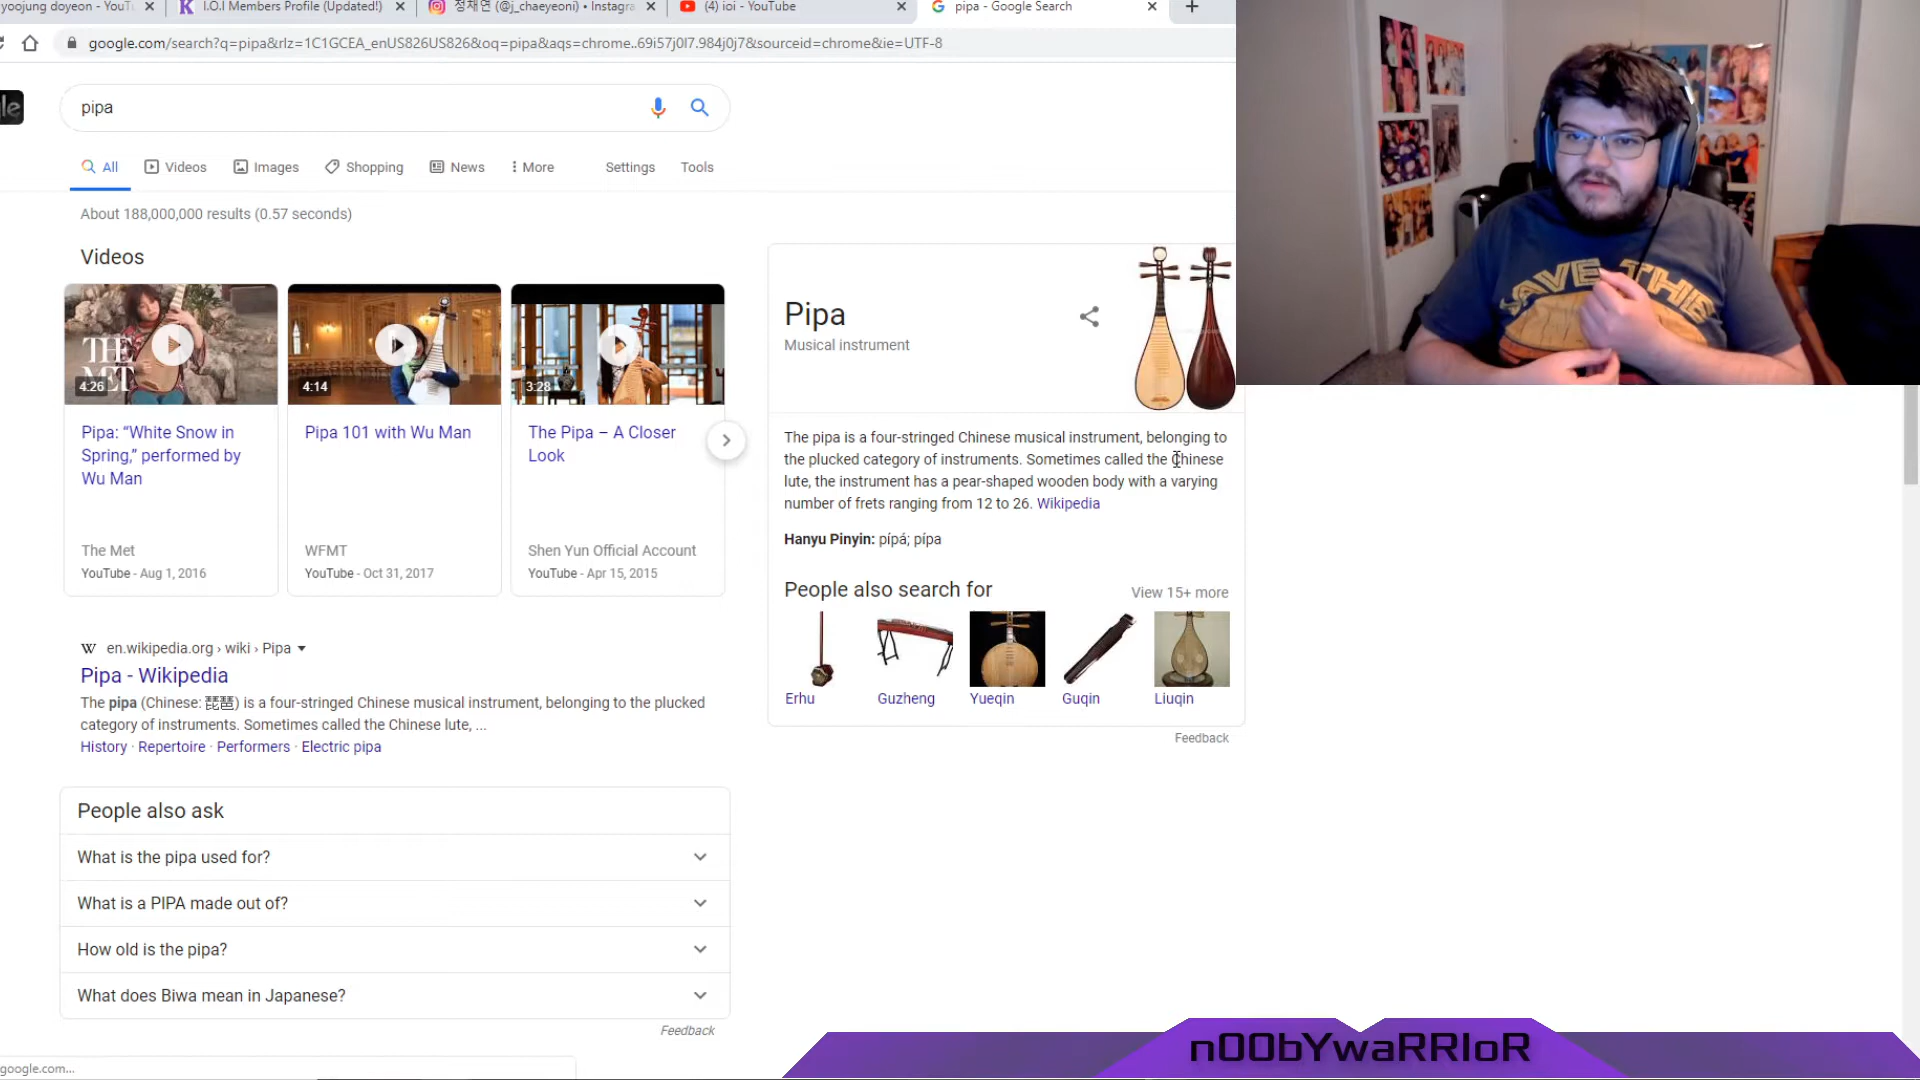 yoojung doyeon - YouT
I.O.I Members Profile (Updated!)
정채연 (@j_chaeyeoni) • Instagra
(4) ioi - YouTube
pipa - Google Search
google.com/search?q=pipa&rlz=1C1GCEA_enUS826US826&oq=pipa&aqs=chrome..69i57j0l7.984j0j7&sourceid=chrome&ie=UTF-8
pipa
All
Videos
Images
Shopping
News
More
Settings
Tools
About 188,000,000 results (0.57 seconds)
Videos
THE
MET
4:26
4:14
3:28
Pipa: “White Snow in
Spring,” performed by
Wu Man
The Met
YouTube - Aug 1, 2016
Pipa 101 with Wu Man
WFMT
YouTube - Oct 31, 2017
The Pipa – A Closer
Look
Shen Yun Official Account
YouTube - Apr 15, 2015
W en.wikipedia.org › wiki › Pipa
Pipa - Wikipedia
The pipa (Chinese: 琵琶) is a four-stringed Chinese musical instrument, belonging to the plucked
category of instruments. Sometimes called the Chinese lute, ...
History · Repertoire · Performers · Electric pipa
People also ask
What is the pipa used for?
What is a PIPA made out of?
How old is the pipa?
What does Biwa mean in Japanese?
Feedback
google.com...
Pipa
Musical instrument
The pipa is a four-stringed Chinese musical instrument, belonging to
the plucked category of instruments. Sometimes called the Chinese
lute, the instrument has a pear-shaped wooden body with a varying
number of frets ranging from 12 to 26. Wikipedia
Hanyu Pinyin: pípá; pípa
People also search for
View 15+ more
Erhu
Guzheng
Yueqin
Guqin
Liuqin
Feedback
SAVE THE
n00bYwaRRIoR